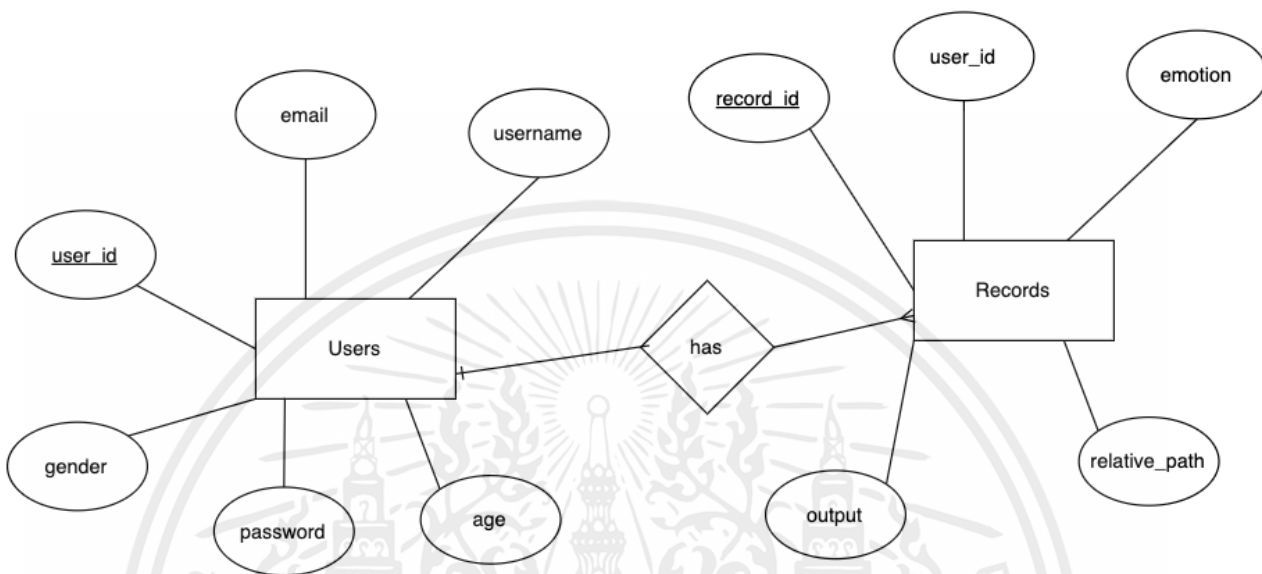 user_id
emotion
record_id
email
username
user_id
Records
Users
has
relative_path
gender
output
age
password